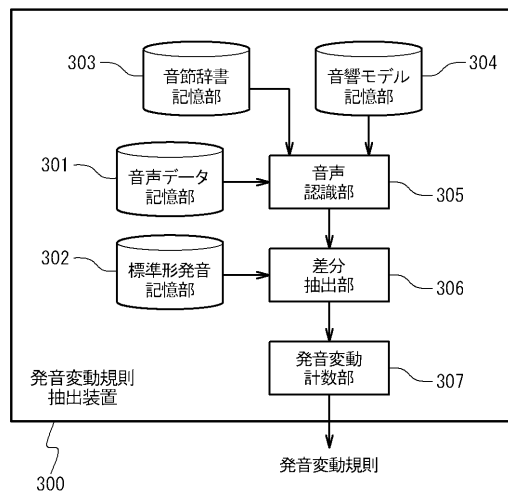 303
音節辞書
記憶部
音響モデル
記憶部
304
301
音声データ
記憶部
音声
認識部
305
302
標準形発音
記憶部
差分
抽出部
306
発音変動
計数部
307
発音変動規則
抽出装置
300
発音変動規則